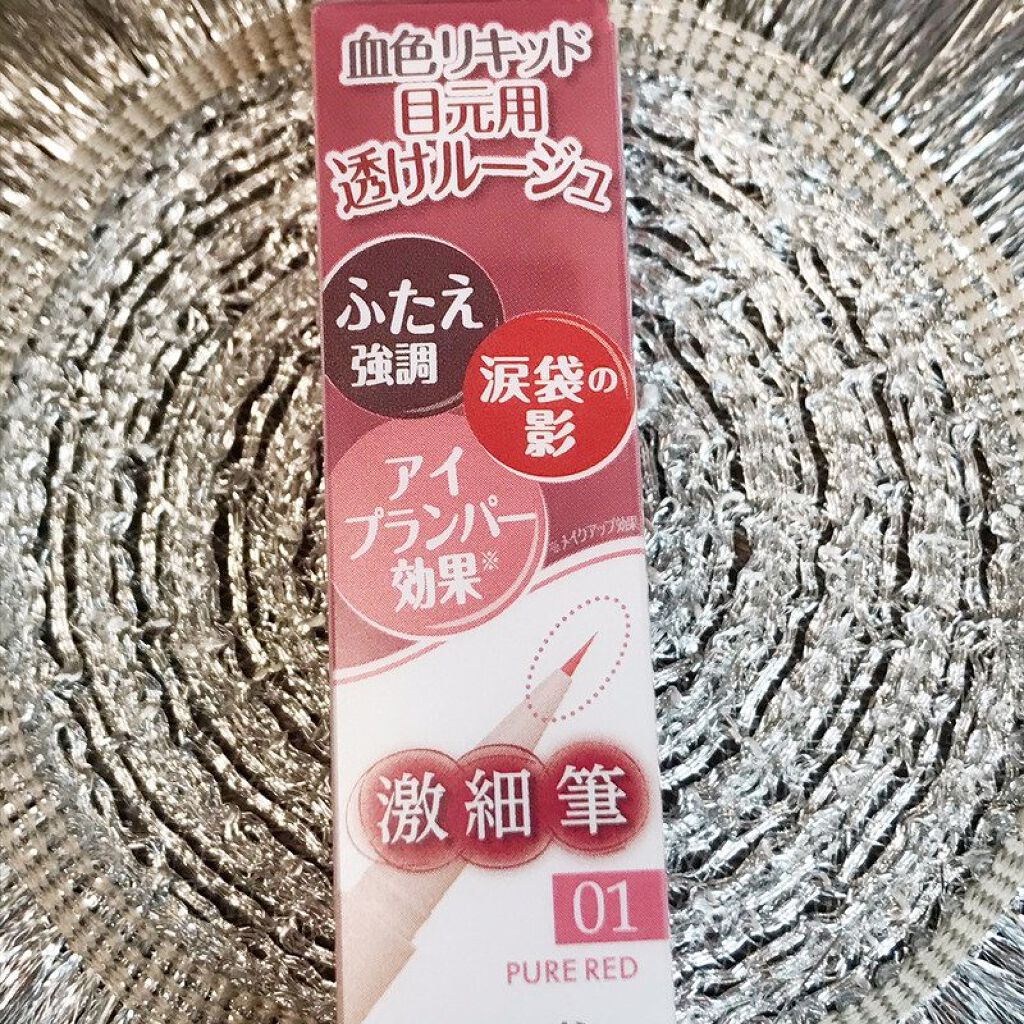 血色リキッド
目元用
透けルージュ
ふたえ
強調
涙袋の
影
アイ
プランパー
効果※
※メイクアップ効果
激細筆
01
PURE RED